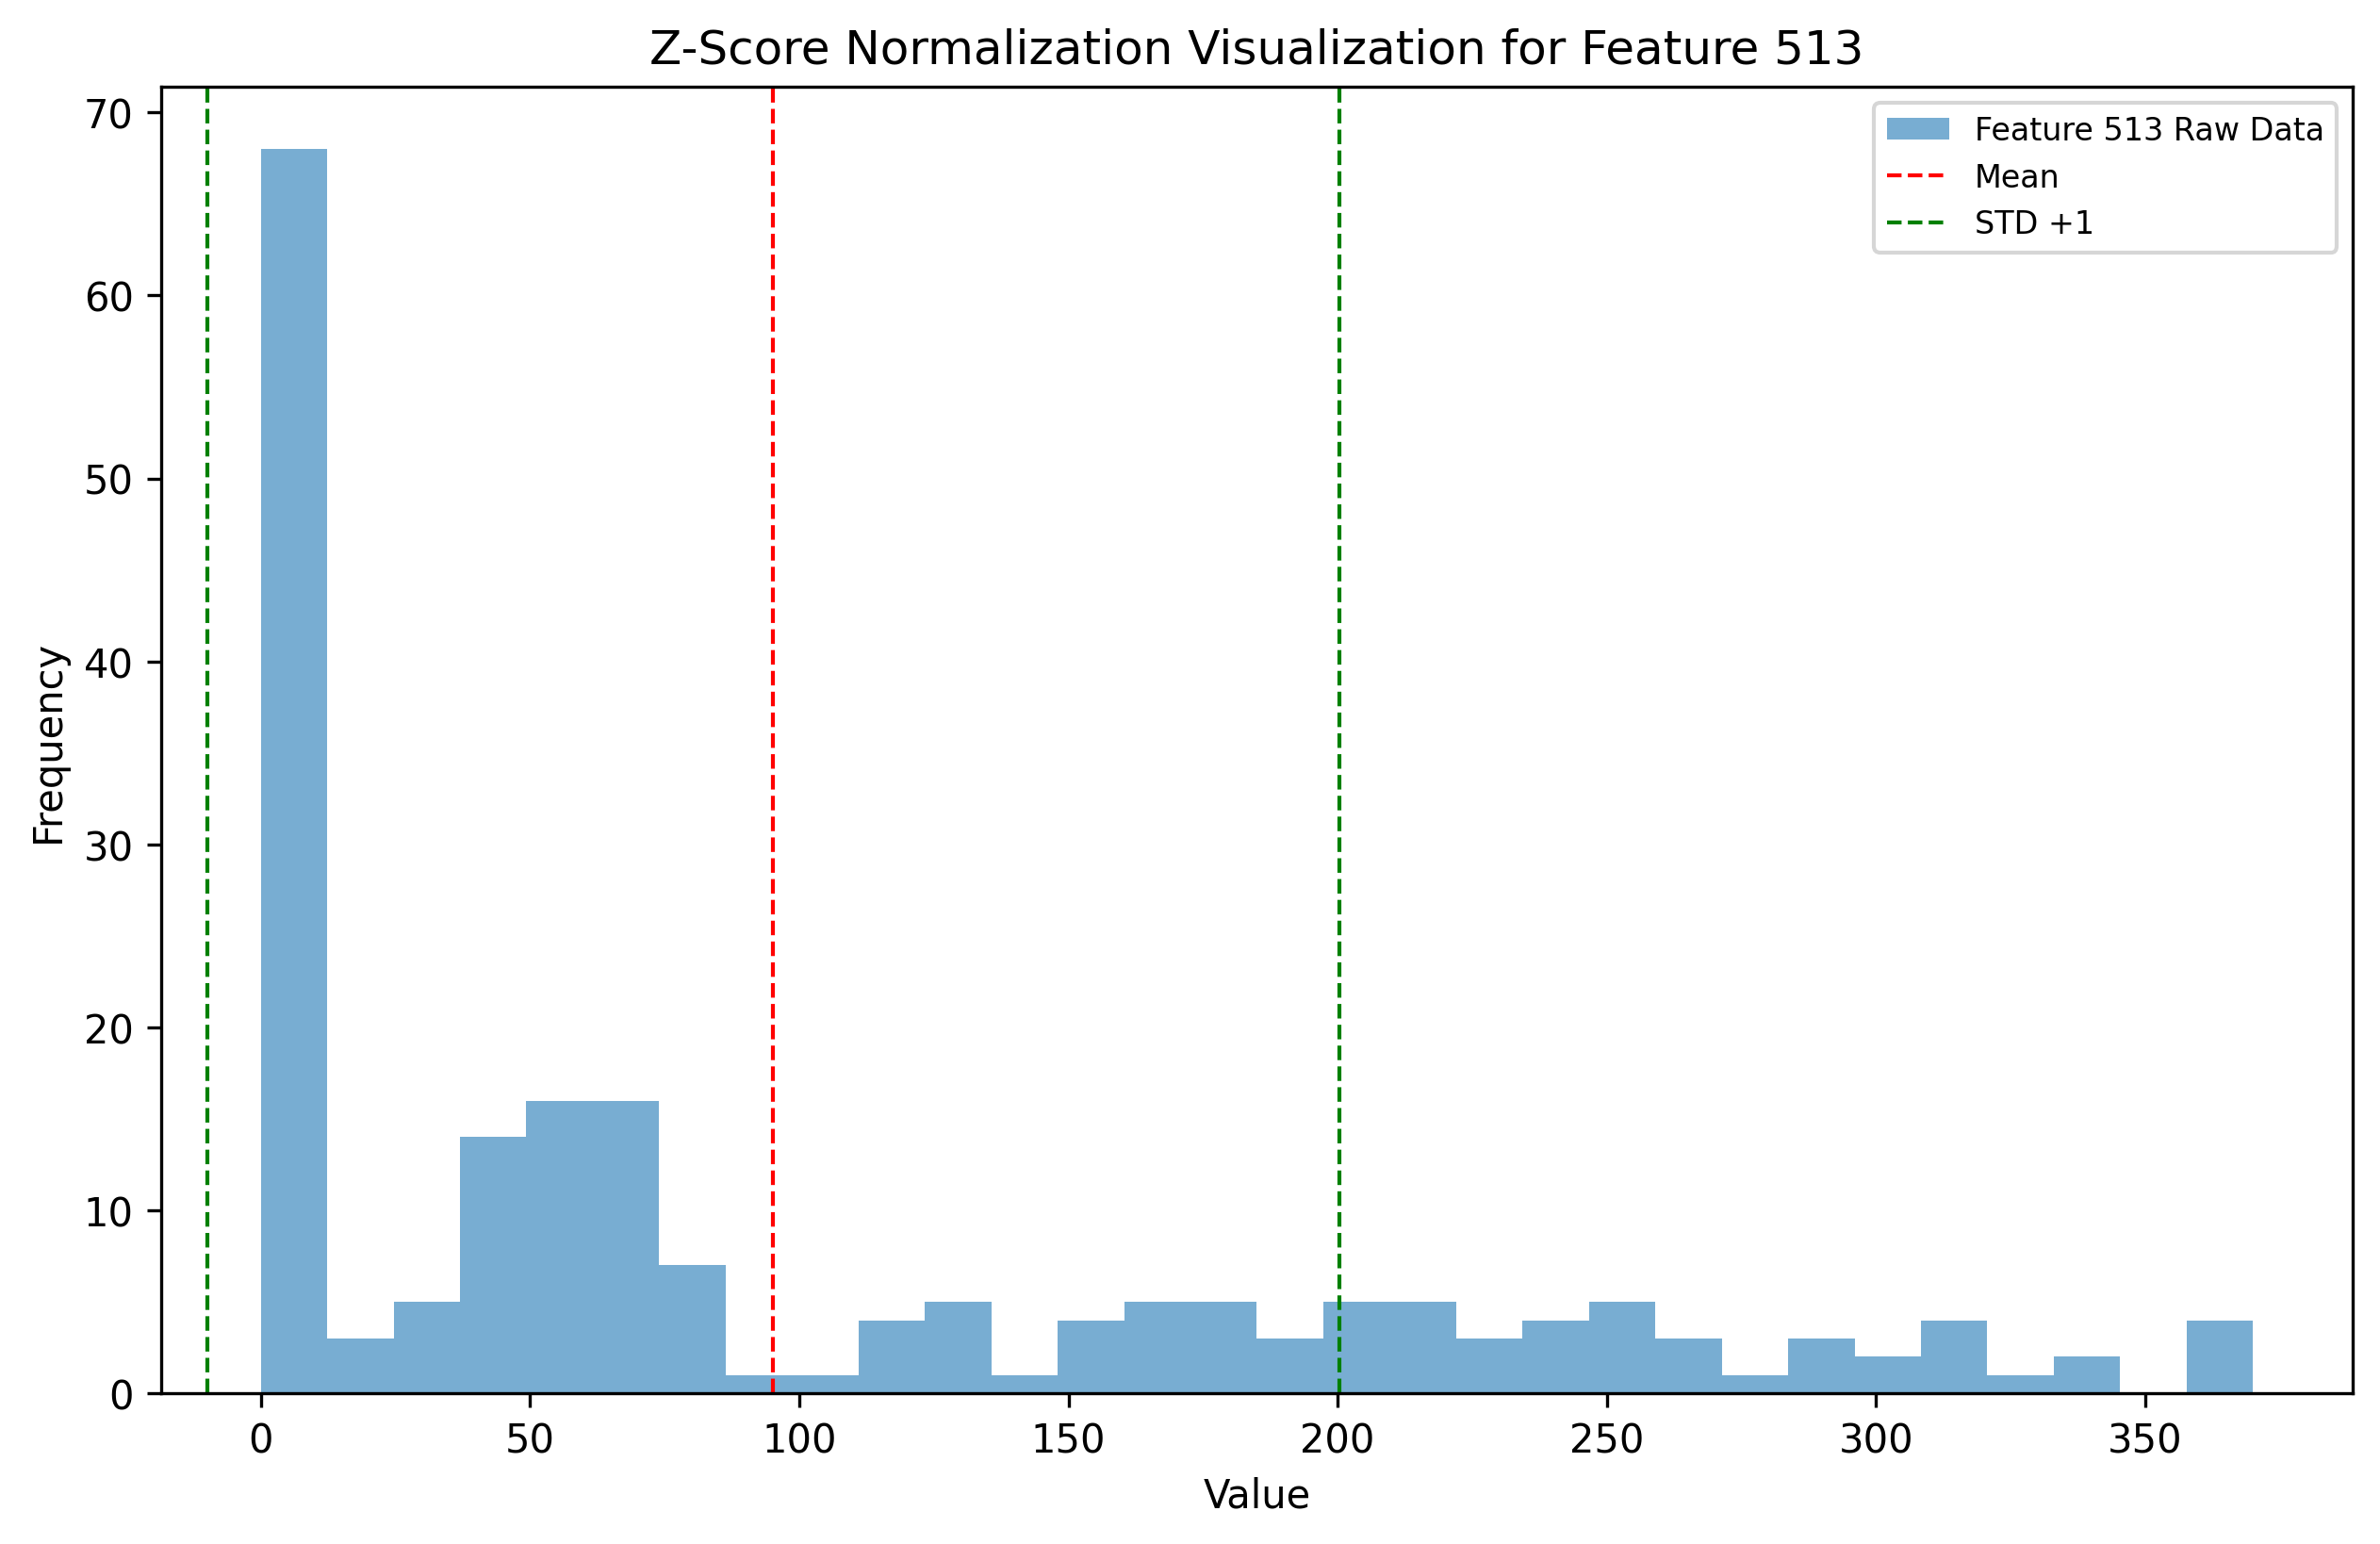 Z-Score Normalization Visualization for Feature 513
Feature 513 Raw Data
Mean
STD +1
Frequency
70
60
50
40
30
20
10
0
0 50 100 150 200 250 300 350
Value